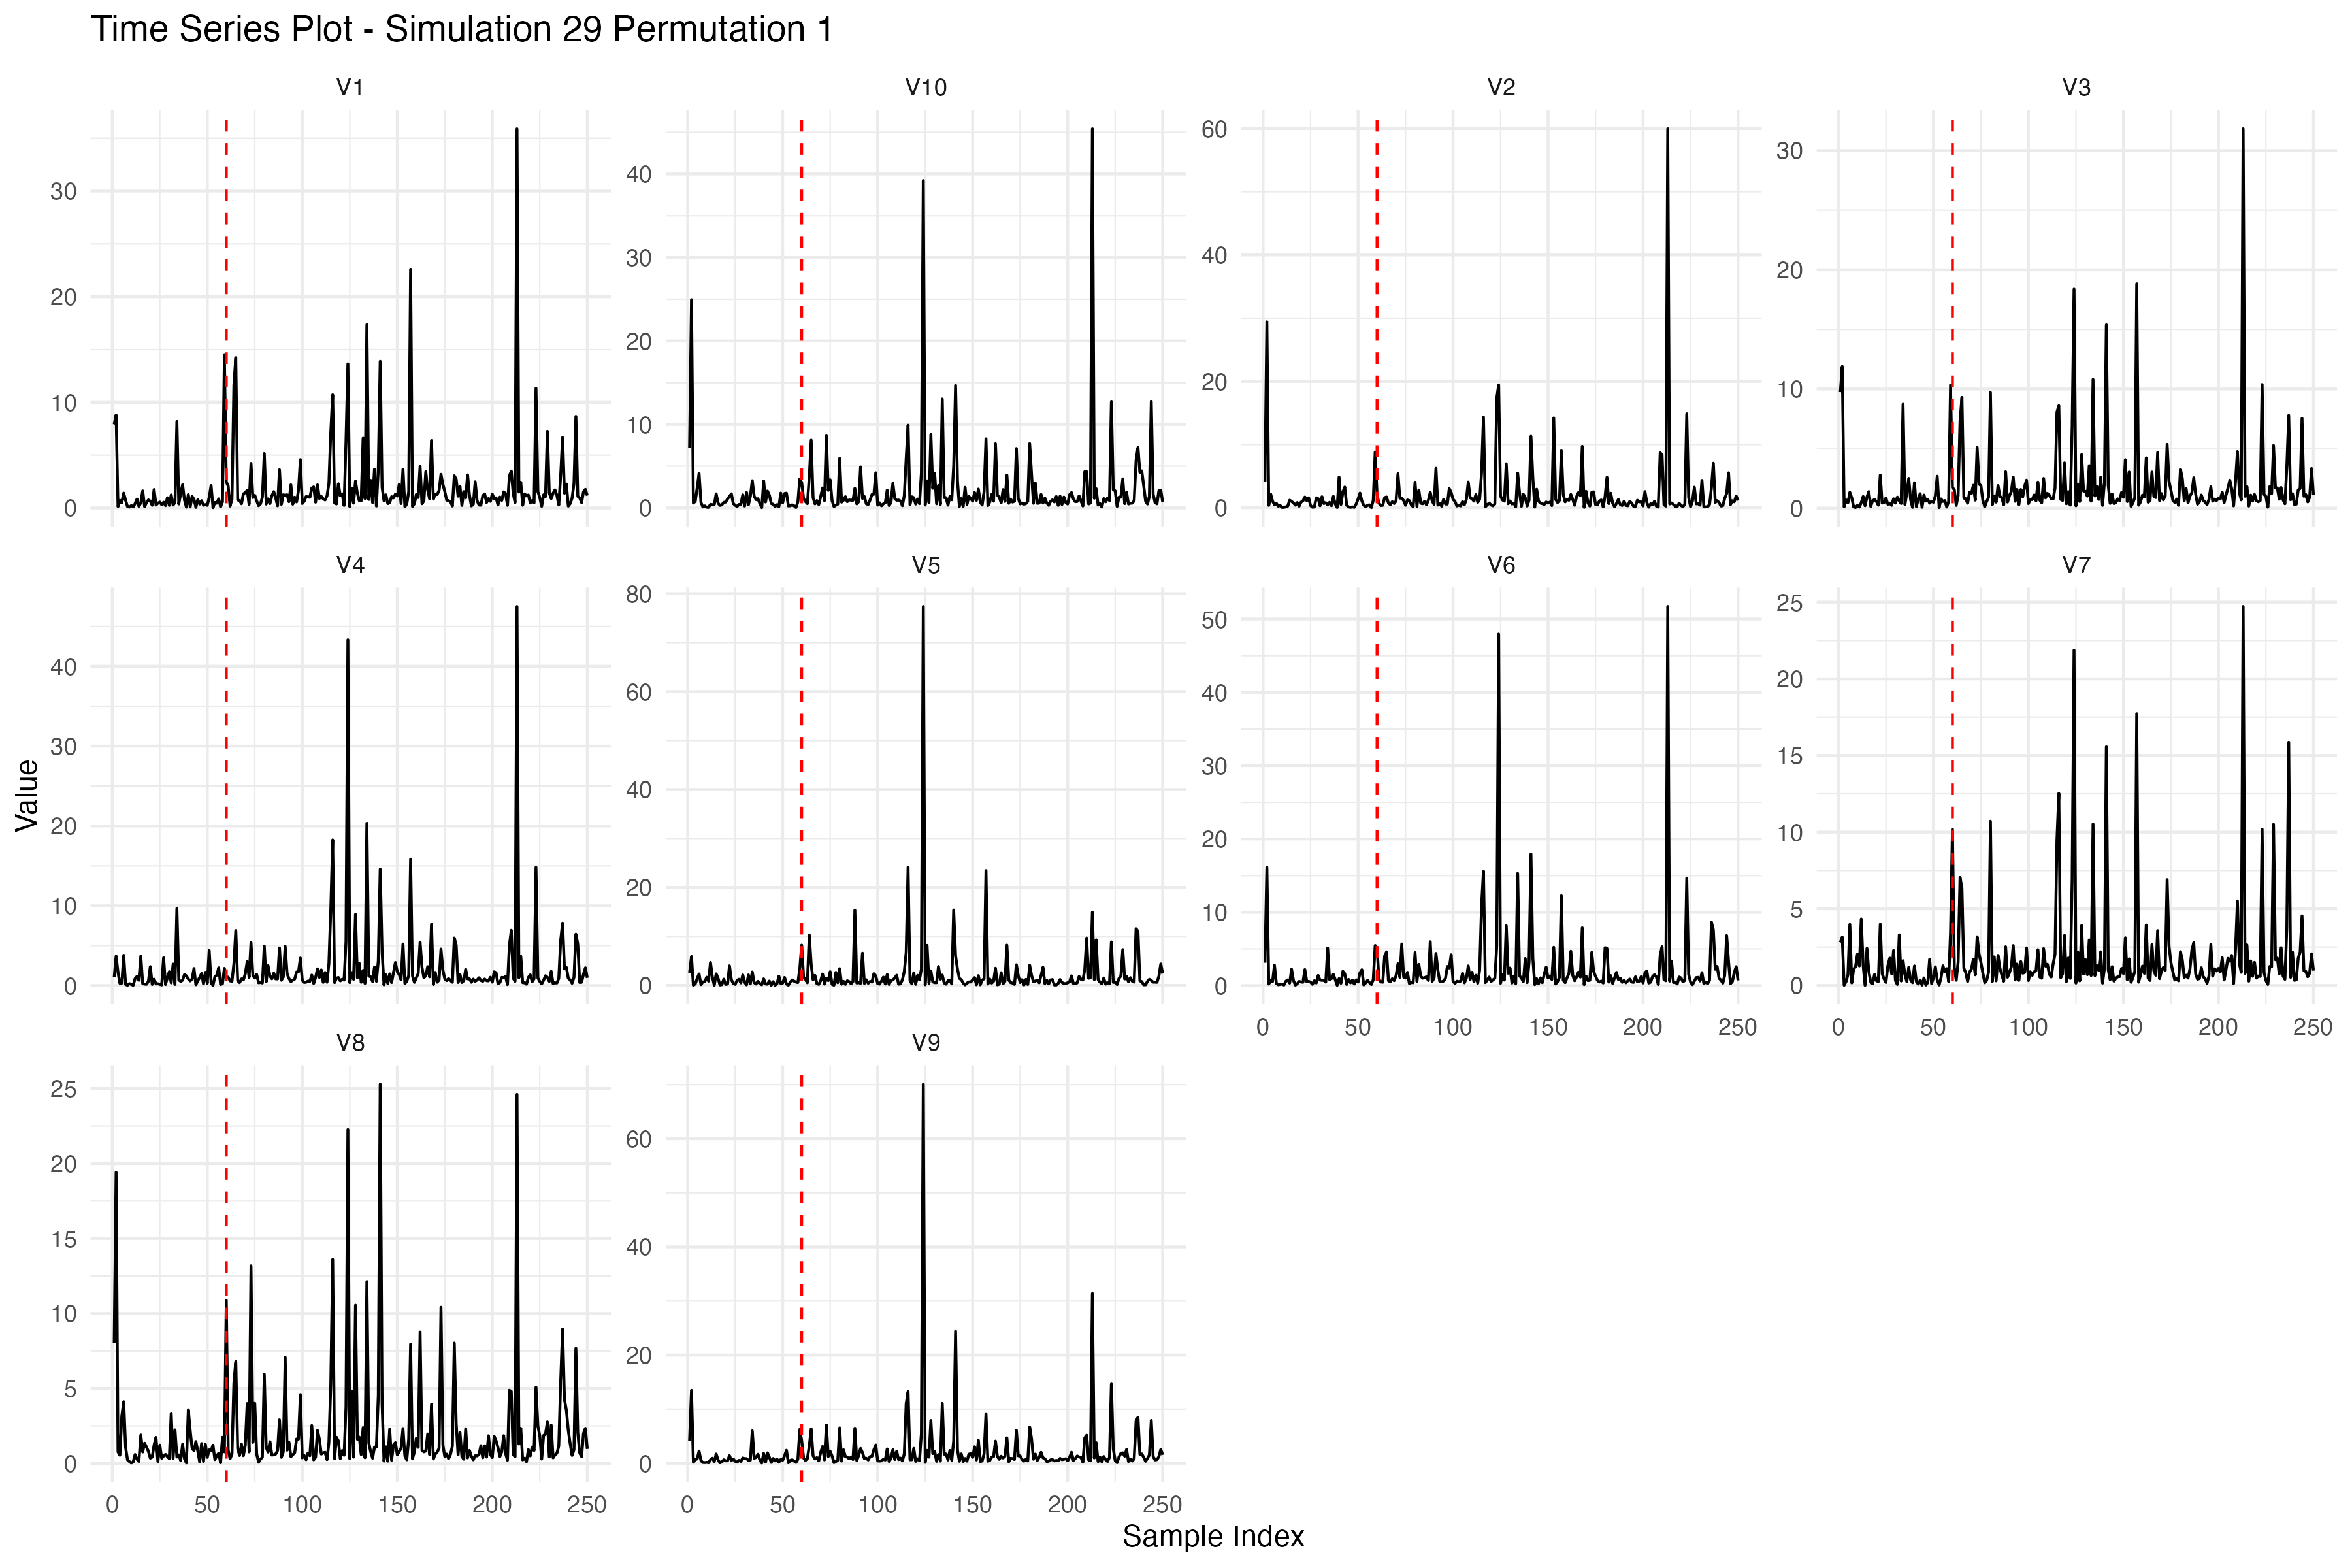 Time Series Plot - Simulation 29 Permutation 1
V1 V10 V2 V3
30 20 10 0
40 30 20 10 0
60 40 20 0
30 20 10 0
V4 V5 V6 V7
40 30 20 10 0
80 60 40 20 0
50 40 30 20 10 0
25 20 15 10 5 0
0 50 100 150 200 250
0 50 100 150 200 250
V8 V9
25 20 15 10 5 0
60 40 20 0
0 50 100 150 200 250
0 50 100 150 200 250
Value
Sample Index